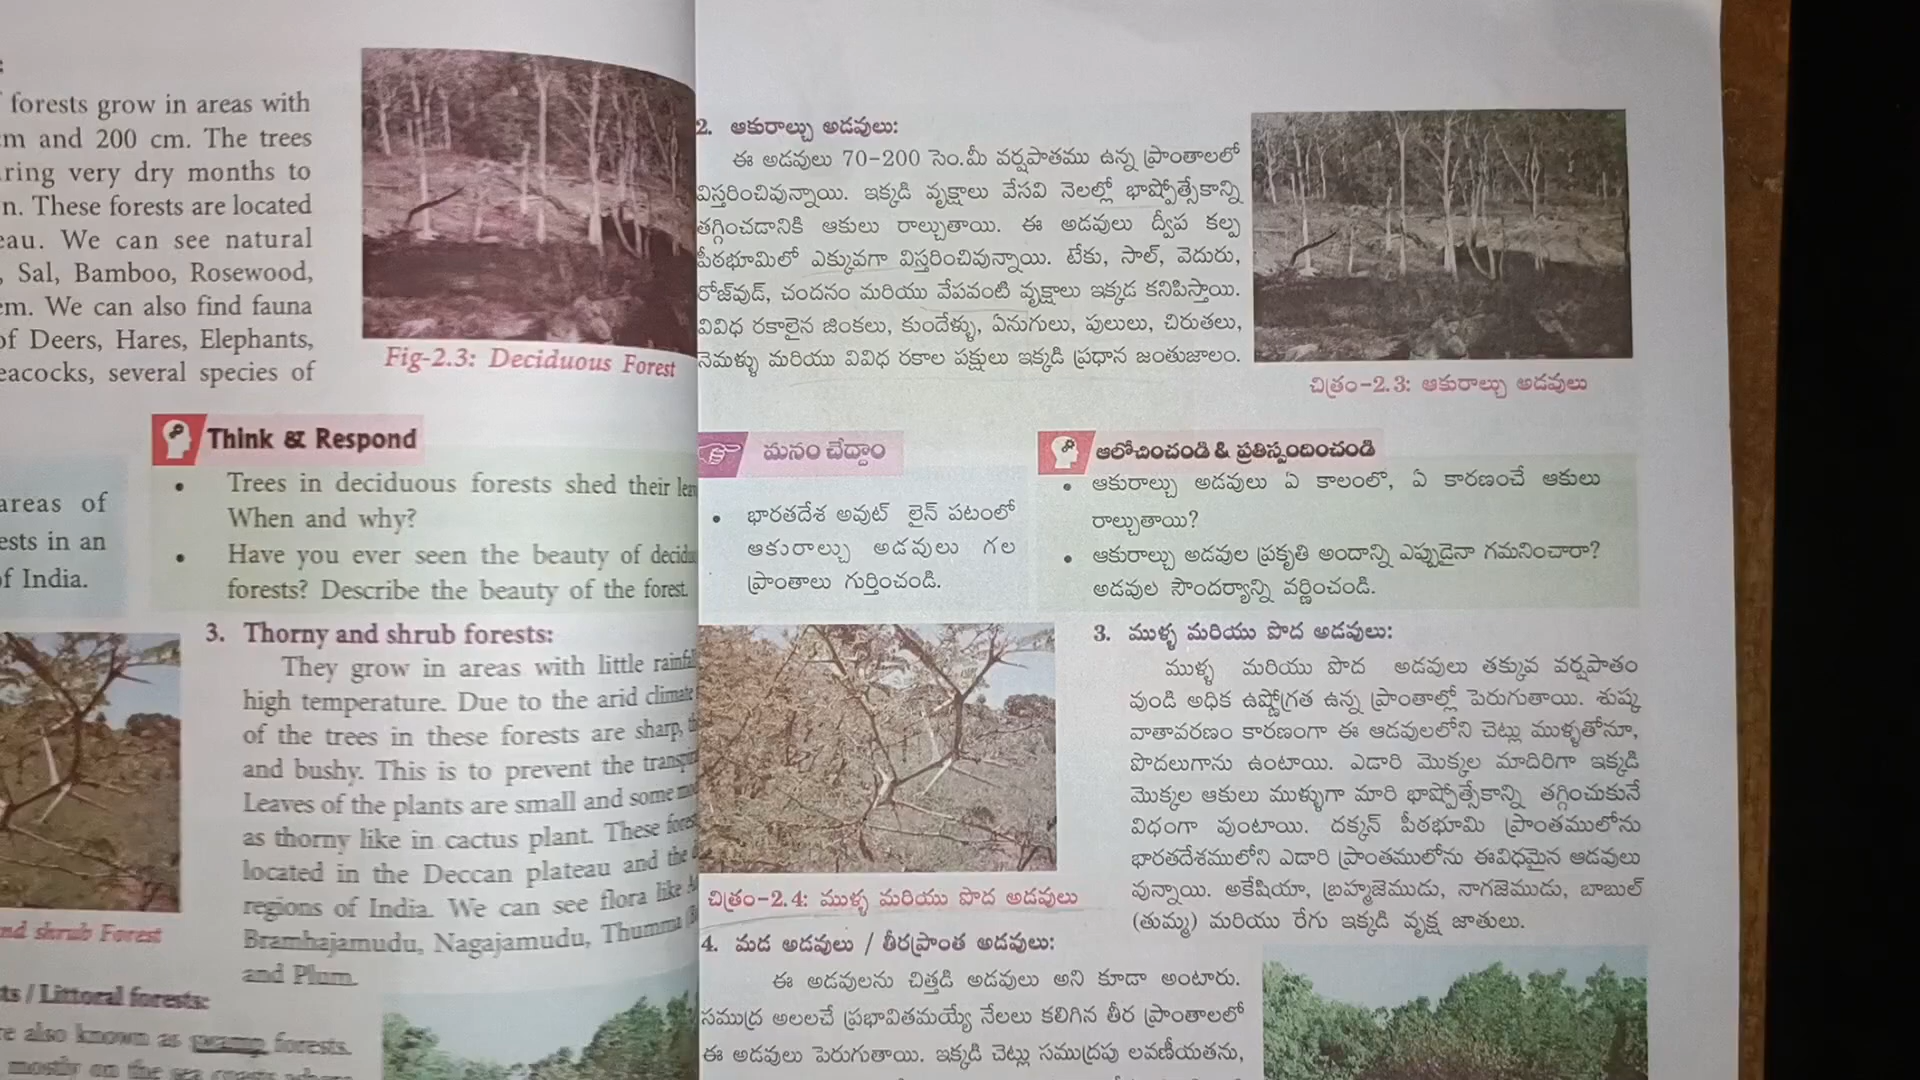 forests grow in areas with
cm and 200 cm. The trees
very dry months to
These forests are located
We can see natural
Sal, Bamboo, Rosewood,
We can also find fauna
of Deers, Hares, Elephants,
several species of
Fig-2.3: Deciduous Forest
Think & Respond
• Trees in deciduous forests shed their
When and why?
• Have you ever seen the beauty of
forests? Describe the beauty of the forest.
areas of
in an
of India.
3. Thorny and shrub forests:
They grow in areas with little
high temperature. Due to the arid climate
of the trees in these forests are sharp,
and bushy. This is to prevent the
Leaves of the plants are small and some
as thorny like in cactus plant. These
located in the Deccan plateau and the
regions of India. We can see flora like
Bramhajamudu, Nagajamudu, Thumma
and Plum.
shrub Forest
/ Littoral forests:
also known as swamp forests.
mostly on the sea coasts where
2. ఆకురాల్చు అడవులు:
ఈ అడవులు 70-200 సెం.మీ వర్షపాతము ఉన్న ప్రాంతాలలో
విస్తరించివున్నాయి. ఇక్కడి వృక్షాలు వేసవి నెలల్లో భాష్పోత్సేకాన్ని
తగ్గించడానికి ఆకులు రాల్చుతాయి. ఈ అడవులు ద్వీప కల్ప
పీఠభూమిలో ఎక్కువగా విస్తరించివున్నాయి. టేకు, సాల్, వెదురు,
రోజ్‌వుడ్, చందనం మరియు వేపవంటి వృక్షాలు ఇక్కడ కనిపిస్తాయి.
వివిధ రకాలైన జింకలు, కుందేళ్ళు, ఏనుగులు, పులులు, చిరుతలు,
నెమళ్ళు మరియు వివిధ రకాల పక్షులు ఇక్కడి ప్రధాన జంతుజాలం.
చిత్రం-2.3: ఆకురాల్చు అడవులు
మనం చేద్దాం
• భారతదేశ అవుట్ లైన్ పటంలో
ఆకురాల్చు అడవులు గల
ప్రాంతాలు గుర్తించండి.
ఆలోచించండి & ప్రతిస్పందించండి
• ఆకురాల్చు అడవులు ఏ కాలంలో, ఏ కారణంచే ఆకులు
రాల్చుతాయి?
• ఆకురాల్చు అడవుల ప్రకృతి అందాన్ని ఎప్పుడైనా గమనించారా?
అడవుల సౌందర్యాన్ని వర్ణించండి.
చిత్రం-2.4: ముళ్ళ మరియు పొద అడవులు
3. ముళ్ళ మరియు పొద అడవులు:
ముళ్ళ మరియు పొద అడవులు తక్కువ వర్షపాతం
వుండి అధిక ఉష్ణోగ్రత ఉన్న ప్రాంతాల్లో పెరుగుతాయి. శుష్క
వాతావరణం కారణంగా ఈ ఆడవులలోని చెట్లు ముళ్ళతోనూ,
పొదలుగాను ఉంటాయి. ఎడారి మొక్కల మాదిరిగా ఇక్కడి
మొక్కల ఆకులు ముళ్ళుగా మారి భాష్పోత్సేకాన్ని తగ్గించుకునే
విధంగా వుంటాయి. దక్కన్ పీఠభూమి ప్రాంతములోను
భారతదేశములోని ఎడారి ప్రాంతములోను ఈవిధమైన ఆడవులు
వున్నాయి. అకేషియా, బ్రహ్మజెముడు, నాగజెముడు, బాబుల్
(తుమ్మ) మరియు రేగు ఇక్కడి వృక్ష జాతులు.
4. మడ అడవులు / తీరప్రాంత అడవులు:
ఈ అడవులను చిత్తడి అడవులు అని కూడా అంటారు.
సముద్ర అలలచే ప్రభావితమయ్యే నేలలు కలిగిన తీర ప్రాంతాలలో
ఈ అడవులు పెరుగుతాయి. ఇక్కడి చెట్లు సముద్రపు లవణీయతను,